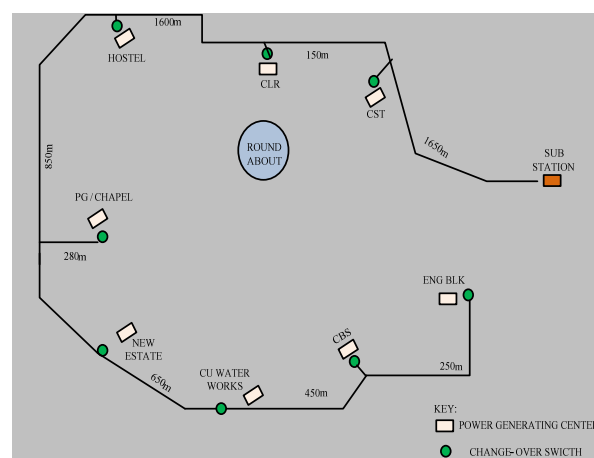 1600m
HOSTEL
150m
CLR
CST
ROUND
ABOUT
1650m
SUB
STATION
850m
PG / CHAPEL
280m
ENG BLK
NEW
ESTATE
CBS
CU WATER
WORKS
650m
450m
250m
KEY:
POWER GENERATING CENTER
CHANGE-OVER SWICTH